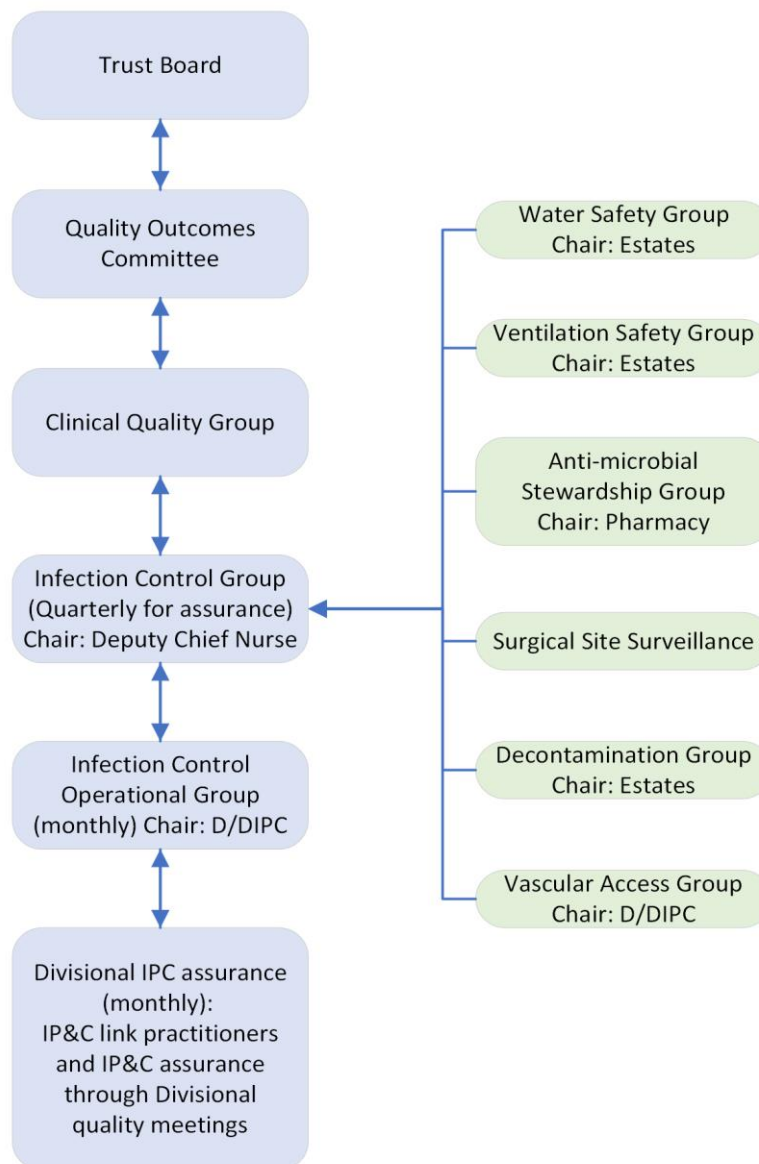 Trust Board
Quality Outcomes
Committee
Clinical Quality Group
Infection Control Group
(Quarterly for assurance)
Chair: Deputy Chief Nurse
Infection Control
Operational Group
(monthly) Chair: D/DIPC
Divisional IPC assurance
(monthly):
IP&C link practitioners
and IP&C assurance
through Divisional
quality meetings
Water Safety Group
Chair: Estates
Ventilation Safety Group
Chair: Estates
Anti-microbial
Stewardship Group
Chair: Pharmacy
Surgical Site Surveillance
Decontamination Group
Chair: Estates
Vascular Access Group
Chair: D/DIPC